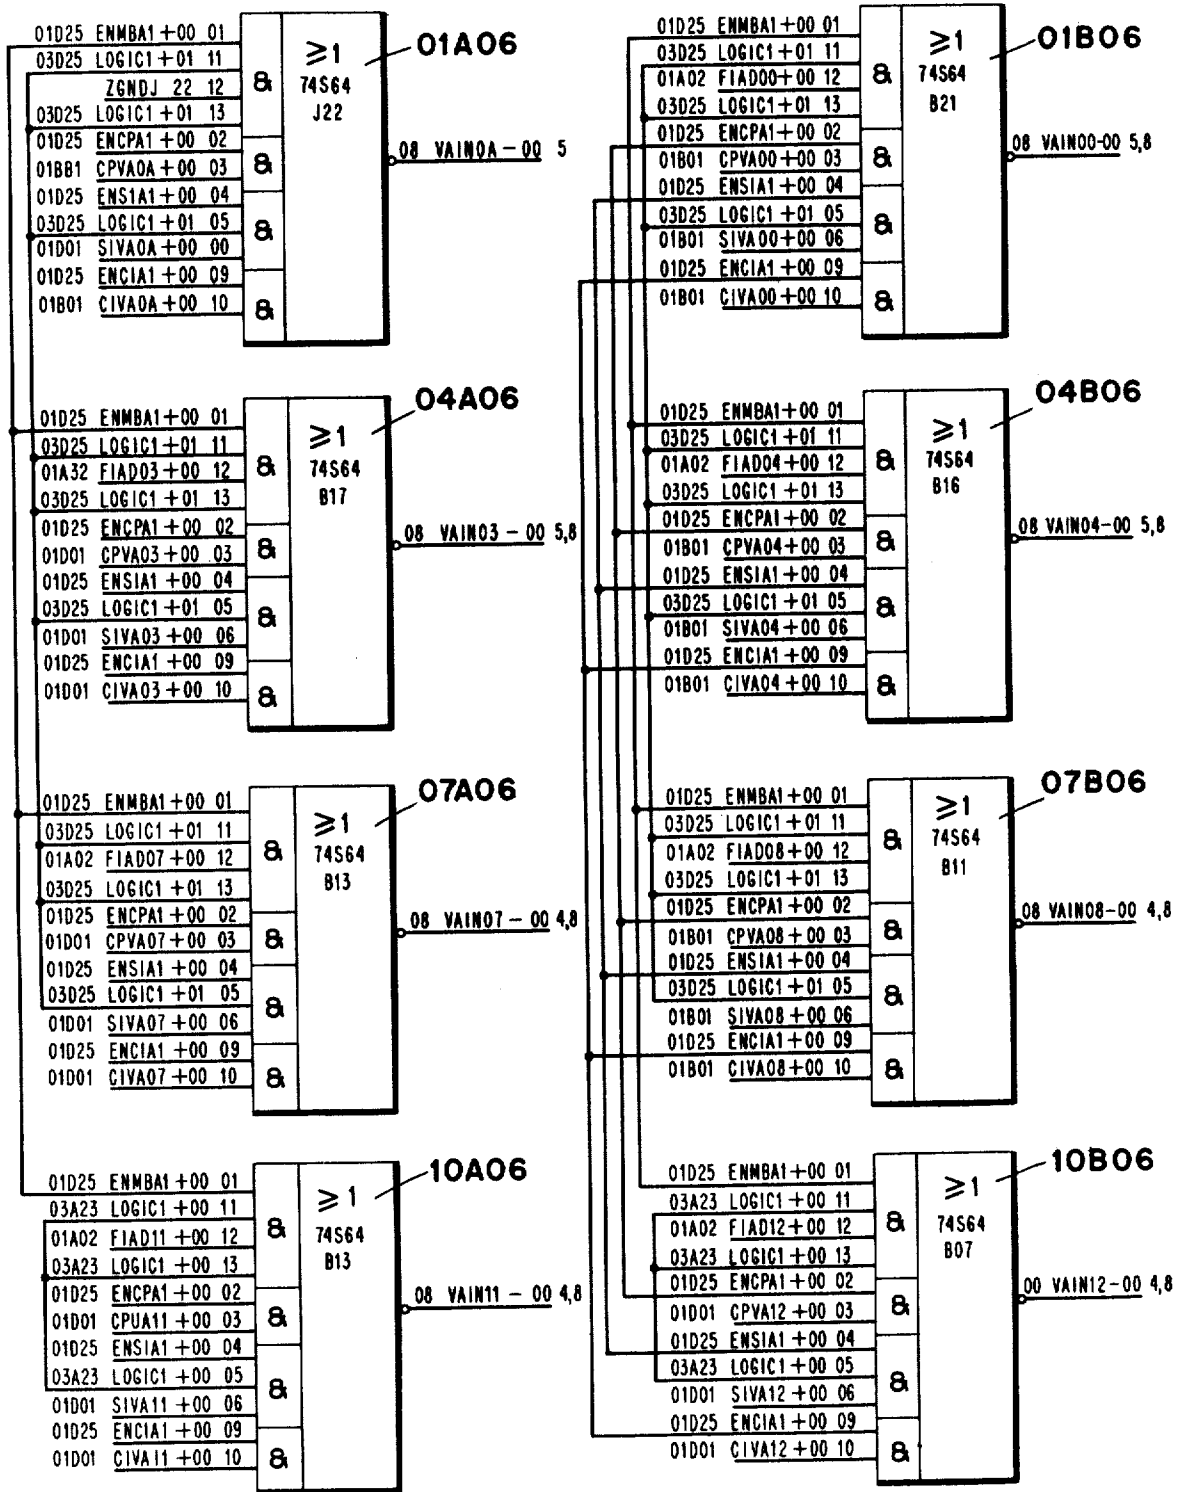 01A06
01D25 ENMBA1+00 01
03D25 LOGIC1+01 11
ZGNDJ 22 12
03D25 LOGIC1+01 13
01D25 ENCPA1+00 02
01BB1 CPVA0A+00 03
01D25 ENS1A1+00 04
03D25 LOGIC1+01 05
01D01 SIVA0A+00 00
01D25 ENCIA1+00 09
01B01 CIVA0A+00 10
&
&
&
&
≥1
74S64
J22
08 VAIN0A-00 5
01B06
01D25 ENMBA1+00 01
03D25 LOGIC1+01 11
01A02 FIAD00+00 12
03D25 LOGIC1+01 13
01D25 ENCPA1+00 02
01B01 CPVA00+00 03
01D25 ENSIA1+00 04
03D25 LOGIC1+01 05
01B01 SIVA00+00 06
01D25 ENCIA1+00 09
01B01 CIVA00+00 10
&
&
&
&
≥1
74S64
B21
08 VAIN00-00 5,8
04A06
01D25 ENMBA1+00 01
03D25 LOGIC1+01 11
01A32 FIAD03+00 12
03D25 LOGIC1+01 13
01D25 ENCPA1+00 02
01D01 CPVA03+00 03
01D25 ENSIA1+00 04
03D25 LOGIC1+01 05
01D01 SIVA03+00 06
01D25 ENCIA1+00 09
01D01 CIVA03+00 10
&
&
&
&
≥1
74S64
B17
08 VAIN03-00 5,8
04B06
01D25 ENMBA1+00 01
03D25 LOGIC1+01 11
01A02 FIAD04+00 12
03D25 LOGIC1+01 13
01D25 ENCPA1+00 02
01B01 CPVA04+00 03
01D25 ENSIA1+00 04
03D25 LOGIC1+01 05
01B01 SIVA04+00 06
01D25 ENCIA1+00 09
01B01 CIVA04+00 10
&
&
&
&
≥1
74S64
B16
08 VAIN04-00 5,8
07A06
01D25 ENMBA1+00 01
03D25 LOGIC1+01 11
01A02 FIAD07+00 12
03D25 LOGIC1+01 13
01D25 ENCPA1+00 02
01D01 CPVA07+00 03
01D25 ENSIA1+00 04
03D25 LOGIC1+01 05
01D01 SIVA07+00 06
01D25 ENCIA1+00 09
01D01 CIVA07+00 10
&
&
&
&
≥1
74S64
B13
08 VAIN07-00 4,8
07B06
01D25 ENMBA1+00 01
03D25 LOGIC1+01 11
01A02 FIAD08+00 12
03D25 LOGIC1+01 13
01D25 ENCPA1+00 02
01B01 CPVA08+00 03
01D25 ENSIA1+00 04
03D25 LOGIC1+01 05
01B01 SIVA08+00 06
01D25 ENCIA1+00 09
01B01 CIVA08+00 10
&
&
&
&
≥1
74S64
B11
08 VAIN08-00 4,8
10A06
01D25 ENMBA1+00 01
03A23 LOGIC1+00 11
01A02 FIAD11+00 12
03A23 LOGIC1+00 13
01D25 ENCPA1+00 02
01D01 CPUA11+00 03
01D25 ENSIA1+00 04
03A23 LOGIC1+00 05
01D01 SIVA11+00 06
01D25 ENCIA1+00 09
01D01 CIVA11+00 10
&
&
&
&
≥1
74S64
B13
08 VAIN11-00 4,8
10B06
01D25 ENMBA1+00 01
03A23 LOGIC1+00 11
01A02 FIAD12+00 12
03A23 LOGIC1+00 13
01D25 ENCPA1+00 02
01D01 CPVA12+00 03
01D25 ENSIA1+00 04
03A23 LOGIC1+00 05
01D01 SIVA12+00 06
01D25 ENCIA1+00 09
01D01 CIVA12+00 10
&
&
&
&
≥1
74S64
B07
00 VAIN12-00 4,8